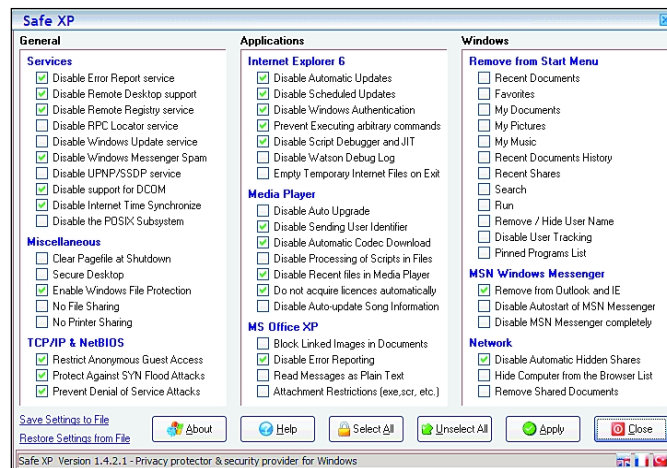 Safe XP
General
Services
Disable Error Report service
Disable Remote Desktop support
Disable Remote Registry service
Disable RPC Locator service
Disable Windows Update service
Disable Windows Messenger Spam
Disable UPNP/SSDP service
Disable support for DCOM
Disable Internet Time Synchronize
Disable the POSIX Subsystem
Miscellaneous
Clear Pagefile at Shutdown
Secure Desktop
Enable Windows File Protection
No File Sharing
No Printer Sharing
TCP/IP & NetBIOS
Restrict Anonymous Guest Access
Protect Against SYN Flood Attacks
Prevent Denial of Service Attacks
Applications
Internet Explorer 6
Disable Automatic Updates
Disable Scheduled Updates
Disable Windows Authentication
Prevent Executing arbitrary commands
Disable Script Debugger and JIT
Disable Watson Debug Log
Empty Temporary Internet Files on Exit
Media Player
Disable Auto Upgrade
Disable Sending User Identifier
Disable Automatic Codec Download
Disable Processing of Scripts in Files
Disable Recent files in Media Player
Do not acquire licences automatically
Disable Auto-update Song Information
MS Office XP
Block Linked Images in Documents
Disable Error Reporting
Read Messages as Plain Text
Attachment Restrictions (exe,scr, etc.)
Windows
Remove from Start Menu
Recent Documents
Favorites
My Documents
My Pictures
My Music
Recent Documents History
Recent Shares
Search
Run
Remove / Hide User Name
Disable User Tracking
Pinned Programs List
MSN Windows Messenger
Remove from Outlook and IE
Disable Autostart of MSN Messenger
Disable MSN Messenger completely
Network
Disable Automatic Hidden Shares
Hide Computer from the Browser List
Remove Shared Documents
Save Settings to File
Restore Settings from File
About
Help
Select All
Unselect All
Apply
Close
Safe XP Version 1.4.2.1 - Privacy protector & security provider for Windows